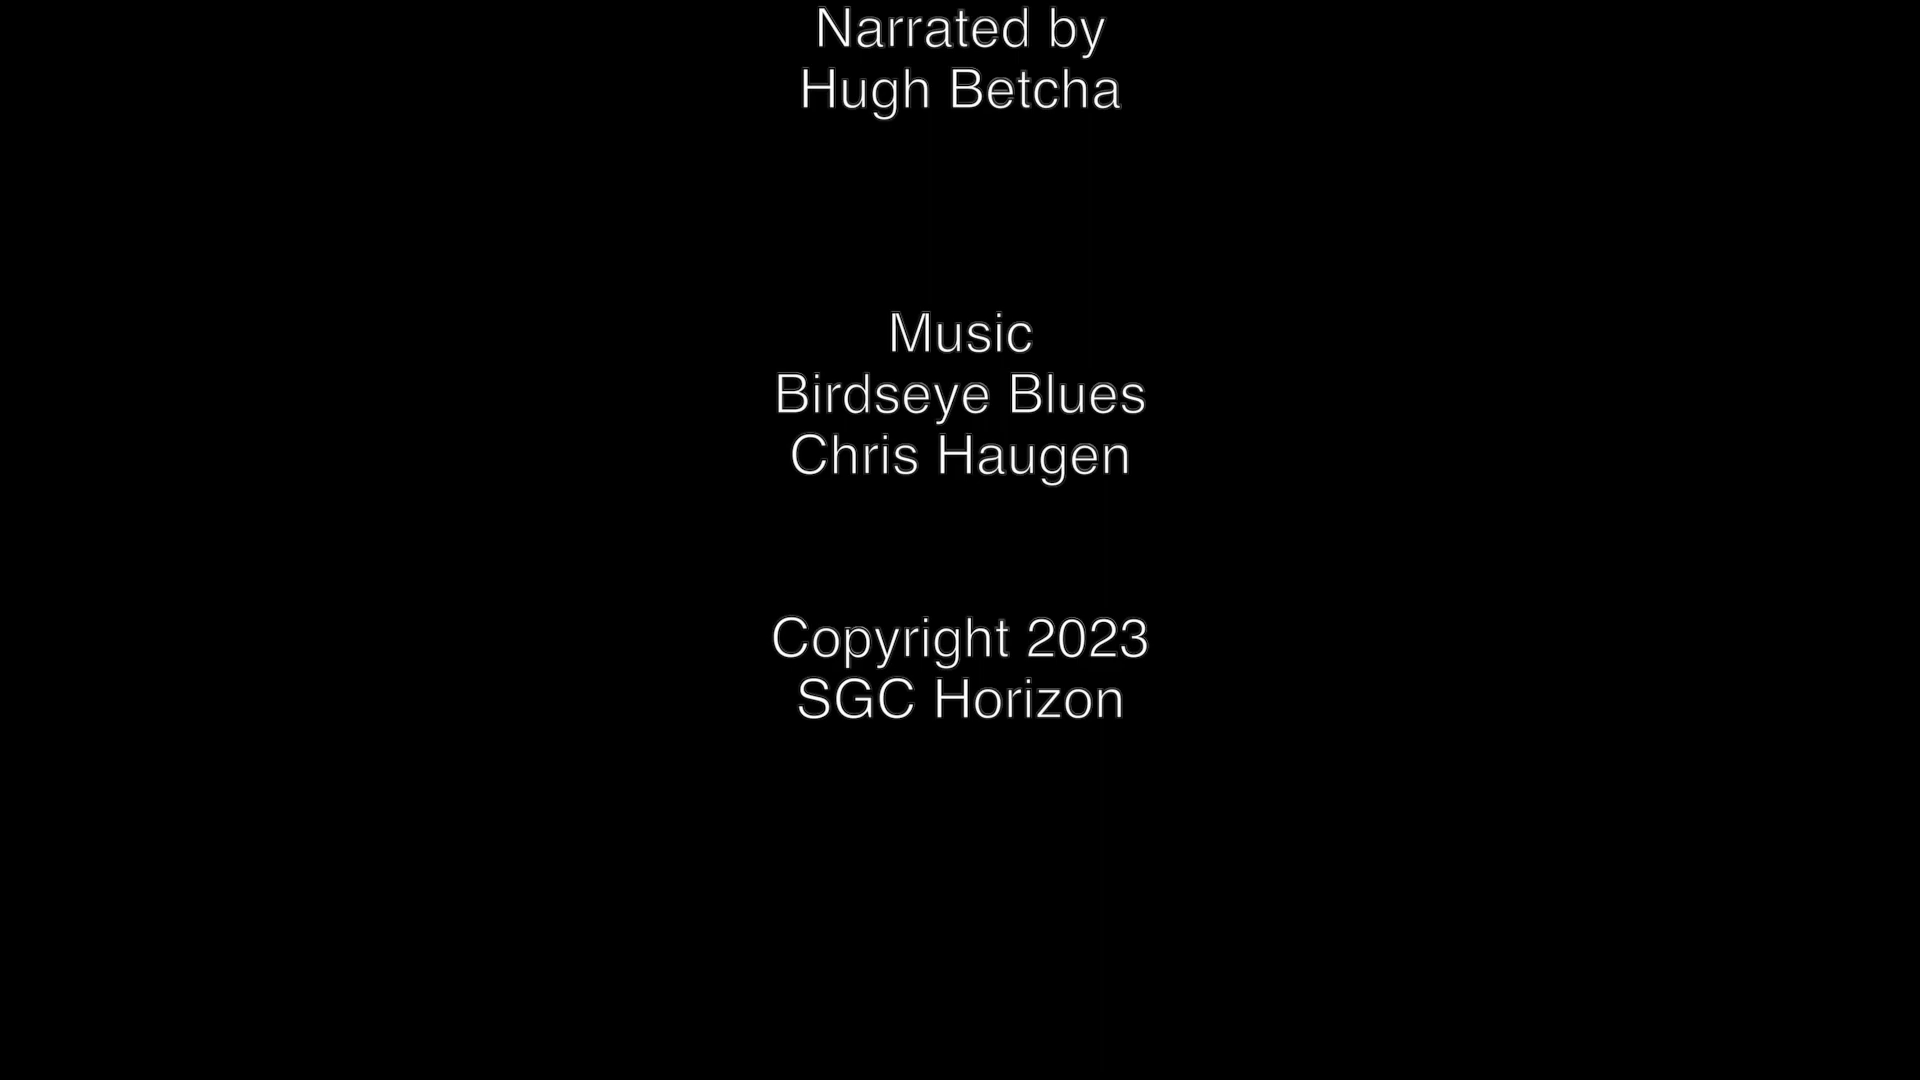 Narrated by
Hugh Betcha
Music
Birdseye Blues
Chris Haugen
Copyright 2023
SGC Horizon